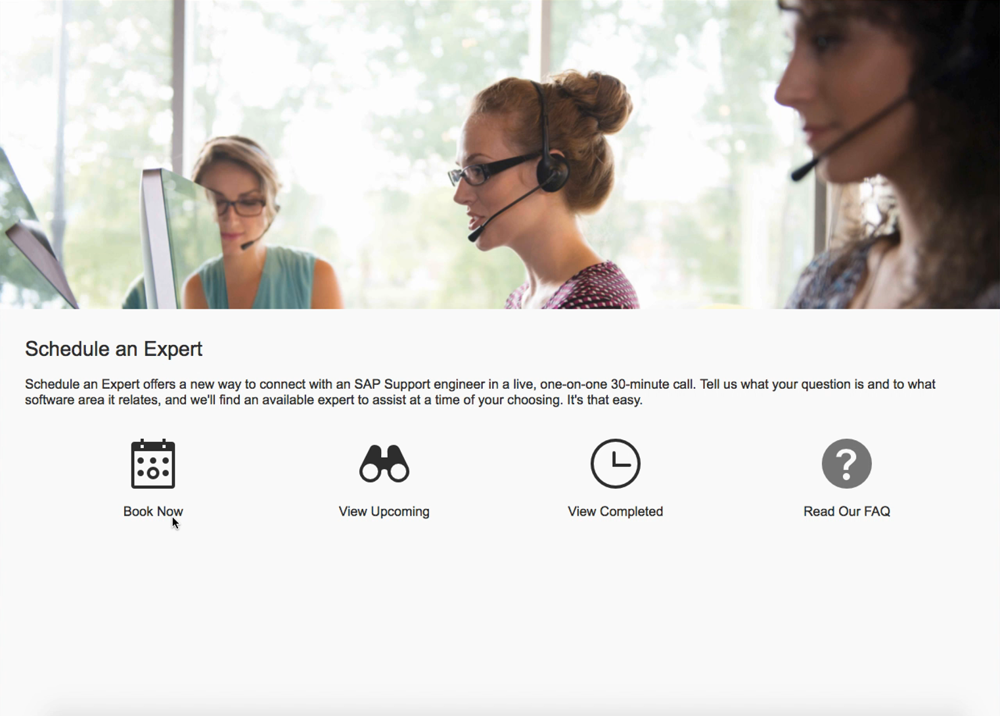 Schedule an Expert
Schedule an Expert offers a new way to connect with an SAP Support engineer in a live, one-on-one 30-minute call. Tell us what your question is and to what
software area it relates, and we'll find an available expert to assist at a time of your choosing. It's that easy.
Book Now
View Upcoming
View Completed
Read Our FAQ